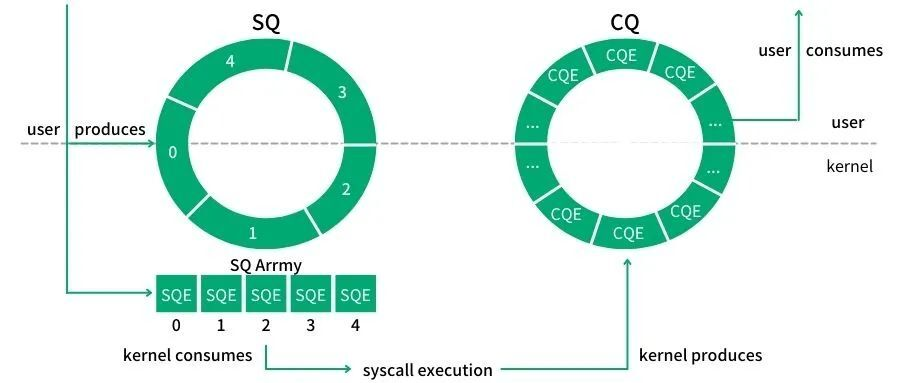 SQ
CQ
4
3
0
2
1
user produces
CQE
CQE
CQE
...
...
...
...
CQE
CQE
CQE
user consumes
user
kernel
SQ Arrmy
SQE SQE SQE SQE SQE
0 1 2 3 4
kernel consumes
syscall execution
kernel produces